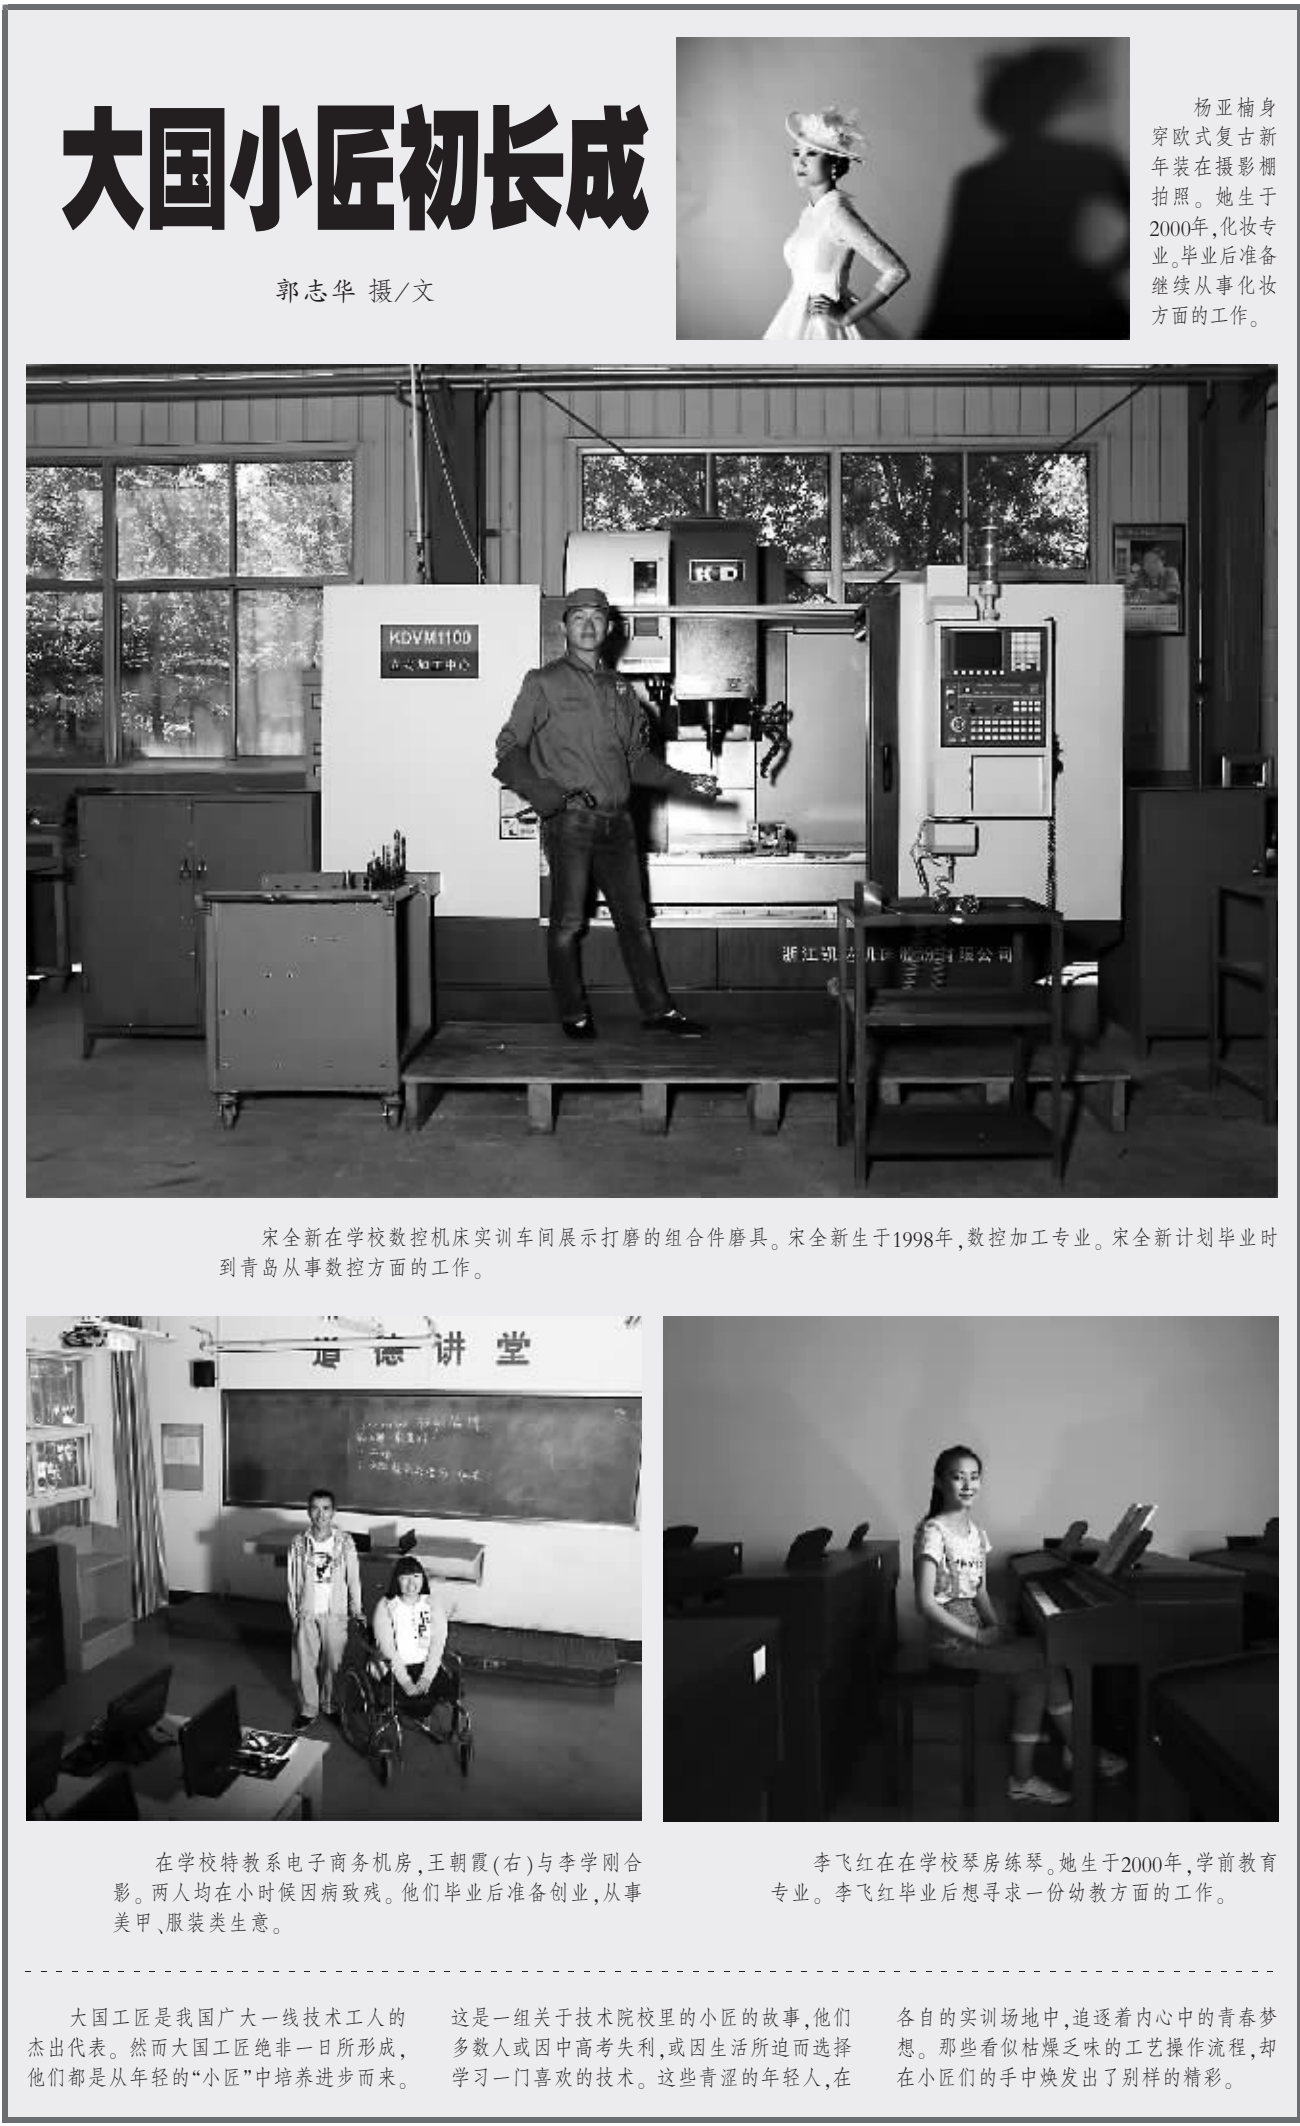 大国小匠初长成
郭志华 摄/文
杨亚楠身
穿欧式复古新
年装在摄影棚
拍照。她生于
2000年,化妆专
业。毕业后准备
继续从事化妆
方面的工作。
KD
KDVM1100
加工中心
浙江凯达机床股份有限公司
宋全新在学校数控机床实训车间展示打磨的组合件磨具。宋全新生于1998年,数控加工专业。宋全新计划毕业时
到青岛从事数控方面的工作。
道德讲堂
在学校特教系电子商务机房,王朝霞(右)与李学刚合
影。两人均在小时候因病致残。他们毕业后准备创业,从事
美甲、服装类生意。
李飞红在在学校琴房练琴。她生于2000年,学前教育
专业。李飞红毕业后想寻求一份幼教方面的工作。
大国工匠是我国广大一线技术工人的
杰出代表。然而大国工匠绝非一日所形成,
他们都是从年轻的“小匠”中培养进步而来。
这是一组关于技术院校里的小匠的故事,他们
多数人或因中高考失利,或因生活所迫而选择
学习一门喜欢的技术。这些青涩的年轻人,在
各自的实训场地中,追逐着内心中的青春梦
想。那些看似枯燥乏味的工艺操作流程,却
在小匠们的手中焕发出了别样的精彩。